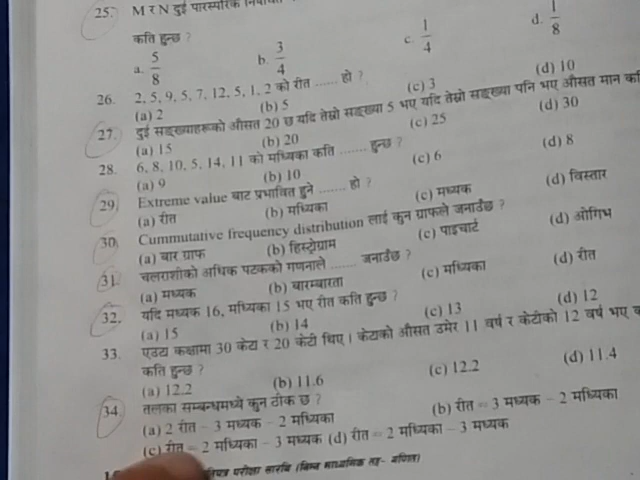 25. M र N दुई पारस्परिक
कति हुन्छ ?
a. 5/8 b. 3/4 c. 1/4 d. 1/8
26. 2, 5, 9, 5, 7, 12, 5, 1, 2 को रीत ....... हो ?
(a) 2 (b) 5 (c) 3 (d) 10
27. दुई सङ्ख्याहरूको औसत 20 छ यदि तेस्रो सङ्ख्या 5 भए यदि तेस्रो सङ्ख्या पनि भए औसत मान
(a) 15 (b) 20 (c) 25 (d) 30
28. 6, 8, 10, 5, 14, 11 को मध्यिका कति ....... हुन्छ ?
(a) 9 (b) 10 (c) 6 (d) 8
29. Extreme value बाट प्रभावित हुने ....... हो ?
(a) रीत (b) मध्यिका (c) मध्यक (d) विस्तार
30. Cummutative frequency distribution लाई कुन ग्राफले जनाउँछ ?
(a) बार ग्राफ (b) हिस्टोग्राम (c) पाइचार्ट (d) ओगिभ
31. चलराशीको अधिक पटकको गणनाले ....... जनाउँछ ?
(a) मध्यक (b) बारम्बारता (c) मध्यिका (d) रीत
32. यदि मध्यक 16, मध्यिका 15 भए रीत कति हुन्छ ?
(a) 15 (b) 14 (c) 13 (d) 12
33. एउटा कक्षामा 30 केटा र 20 केटी थिए । केटाको औसत उमेर 11 वर्ष र केटीको 12 वर्ष भए
कति हुन्छ ?
(a) 12.2 (b) 11.6 (c) 12.2 (d) 11.4
34. तलका सम्बन्धमध्ये कुन ठीक छ ?
(a) 2 रीत - 3 मध्यक - 2 मध्यिका (b) रीत = 3 मध्यक - 2 मध्यिका
(c) रीत = 2 मध्यिका - 3 मध्यक (d) रीत = 2 मध्यिका - 3 मध्यक
परीक्षा सारथि (निम्न माध्यमिक तह- गणित)